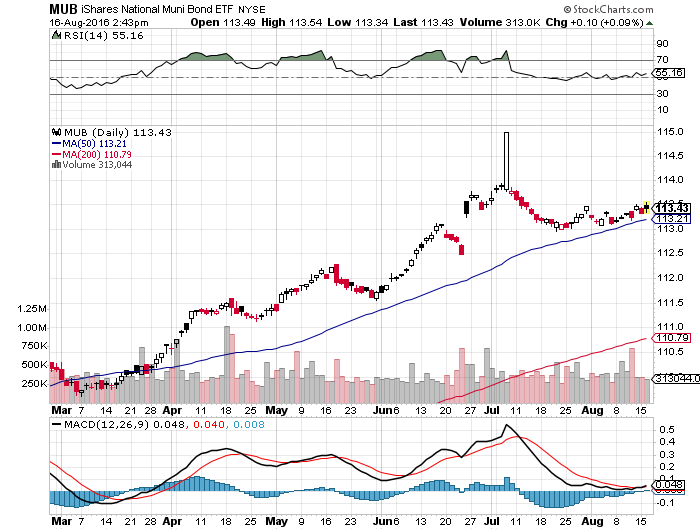 MUB iShares National Muni Bond ETF NYSE © StockCharts.com
16-Aug-2016 2:43pm Open 113.49 High 113.54 Low 113.34 Last 113.43 Volume 313.0K Chg +0.10 (+0.09%)
RSI(14) 55.16
90
70
55.16
30
10
MUB (Daily) 113.43
MA(50) 113.21
MA(200) 110.79
Volume 313,044
115.0
114.5
114.0
113.43
113.21
113.0
112.5
112.0
111.5
111.0
110.79
110.5
313044.0
1.25M
1.00M
750K
500K
250K
Mar 7 14 21 28 Apr 11 18 25 May 9 16 23 Jun 6 13 20 27 Jul 11 18 25 Aug 8 15
MACD(12,26,9) 0.048, 0.040, 0.008
0.5
0.4
0.3
0.2
0.1
0.048
-0.1
Mar 7 14 21 28 Apr 11 18 25 May 9 16 23 Jun 6 13 20 27 Jul 11 18 25 Aug 8 15